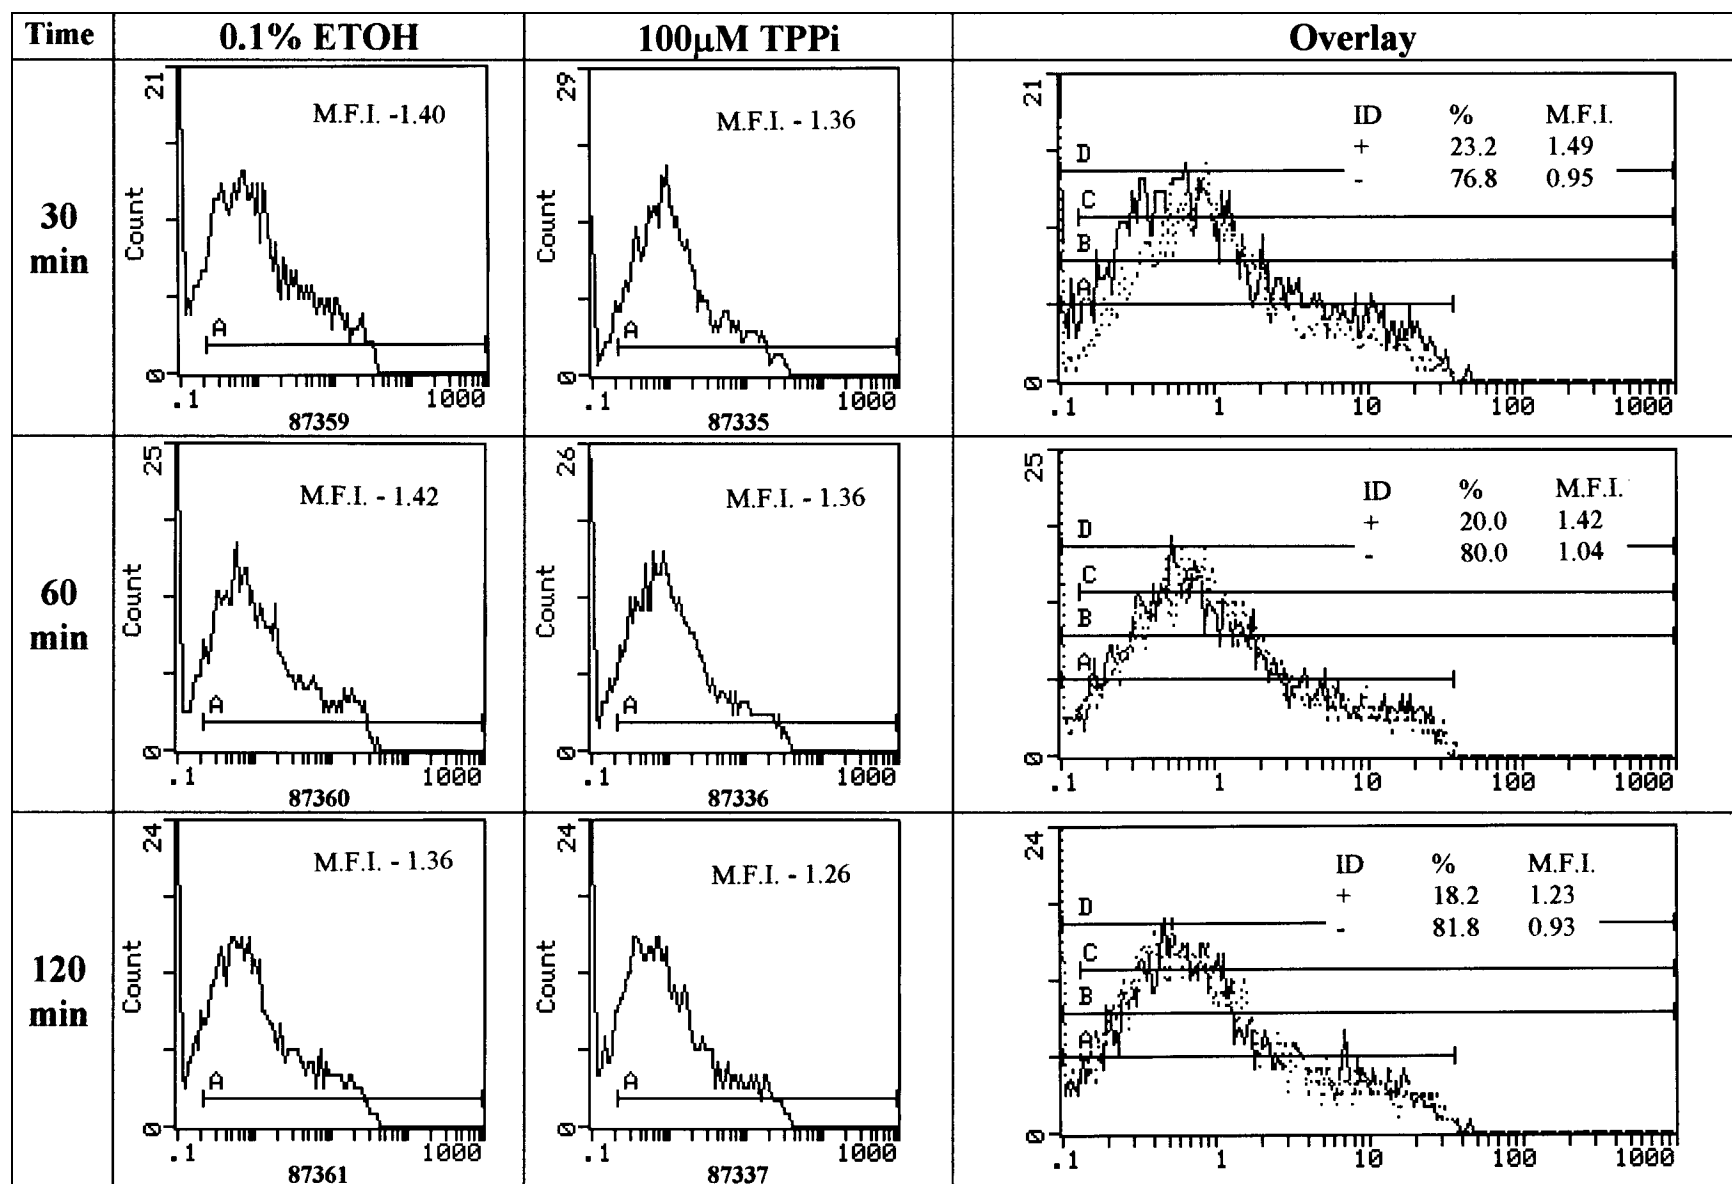 Time 0.1% ETOH 100µM TPPi Overlay
30 min
21
Count
0
M.F.I. -1.40
A
.1 1000
87359
29
Count
0
M.F.I. - 1.36
A
.1 1000
87335
21
0
ID % M.F.I.
+ 23.2 1.49
- 76.8 0.95
D
C
B
A
.1 1 10 100 1000
60 min
25
Count
0
M.F.I. - 1.42
A
.1 1000
87360
26
Count
0
M.F.I. - 1.36
A
.1 1000
87336
25
0
ID % M.F.I.
+ 20.0 1.42
- 80.0 1.04
D
C
B
A
.1 1 10 100 1000
120 min
24
Count
0
M.F.I. - 1.36
A
.1 1000
87361
24
Count
0
M.F.I. - 1.26
A
.1 1000
87337
24
0
ID % M.F.I.
+ 18.2 1.23
- 81.8 0.93
D
C
B
A
.1 1 10 100 1000